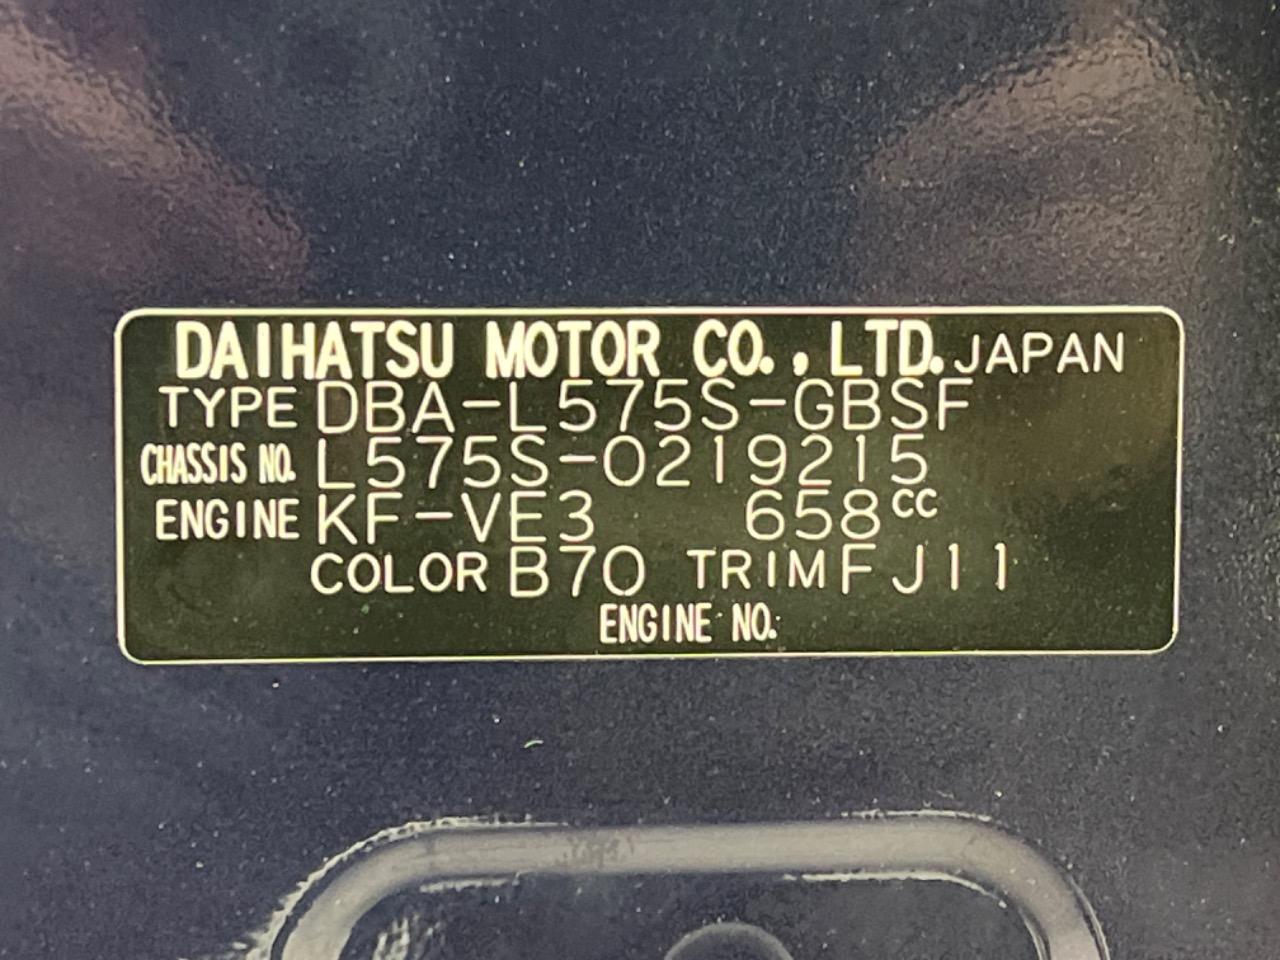 DAIHATSU MOTOR CO., LTD. JAPAN
TYPE DBA-L575S-GBSF
CHASSIS NO. L575S-0219215
ENGINE KF-VE3 658cc
COLOR B70 TRIM FJ11
ENGINE NO.